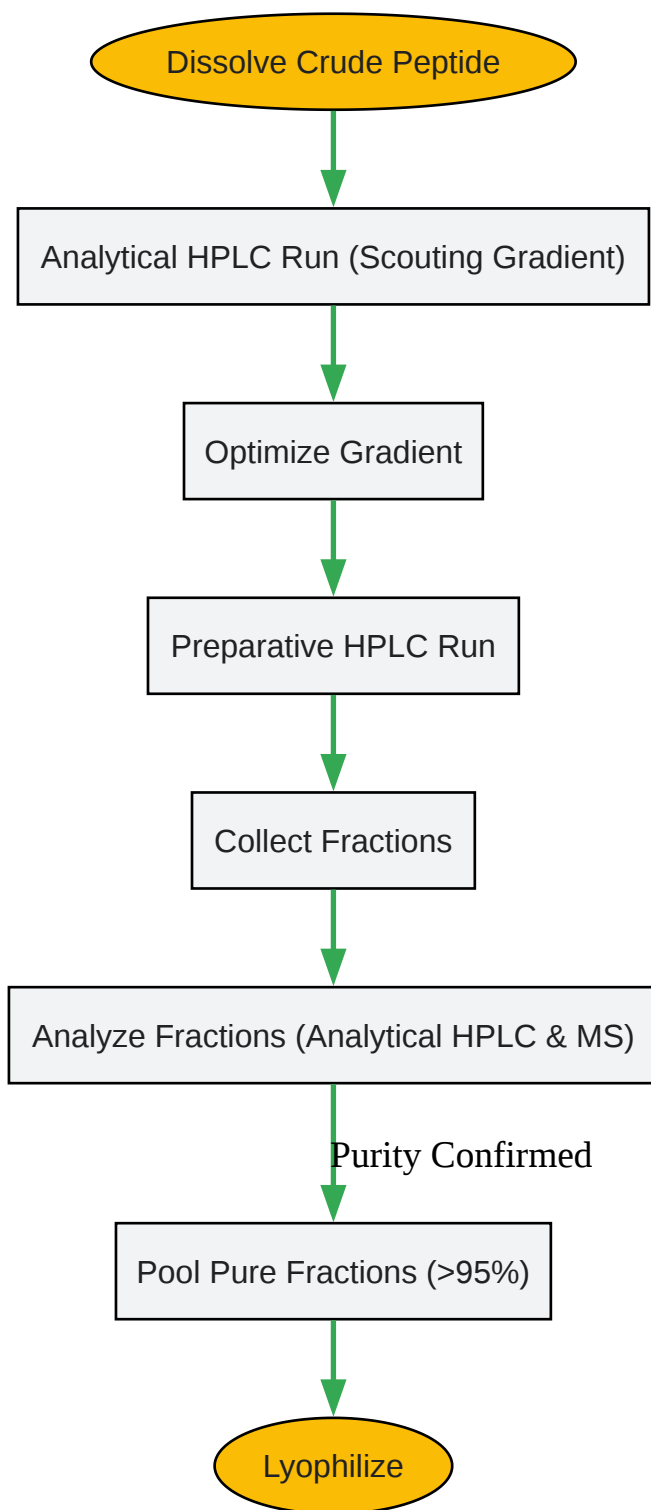 Dissolve Crude Peptide
Analytical HPLC Run (Scouting Gradient)
Optimize Gradient
Preparative HPLC Run
Collect Fractions
Analyze Fractions (Analytical HPLC & MS)
Purity Confirmed
Pool Pure Fractions (>95%)
Lyophilize